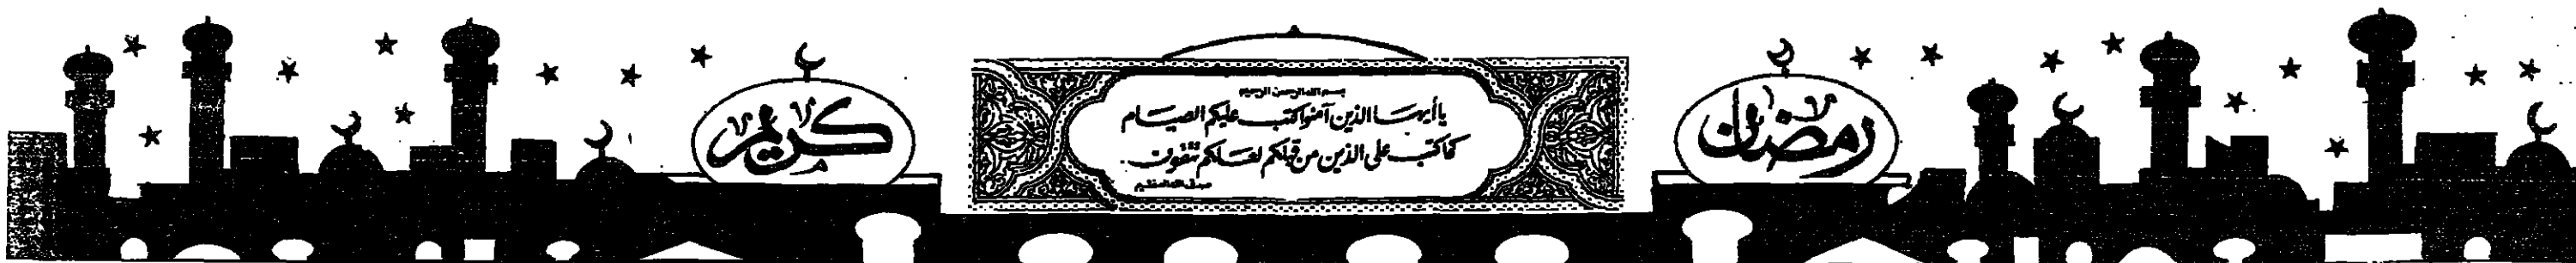 رمضان
بسم الله الرحمن الرحيم
يا أيها الذين آمنوا كتب عليكم الصيام
كما كتب على الذين من قبلكم لعلكم تتقون
صدق الله العظيم
كريم